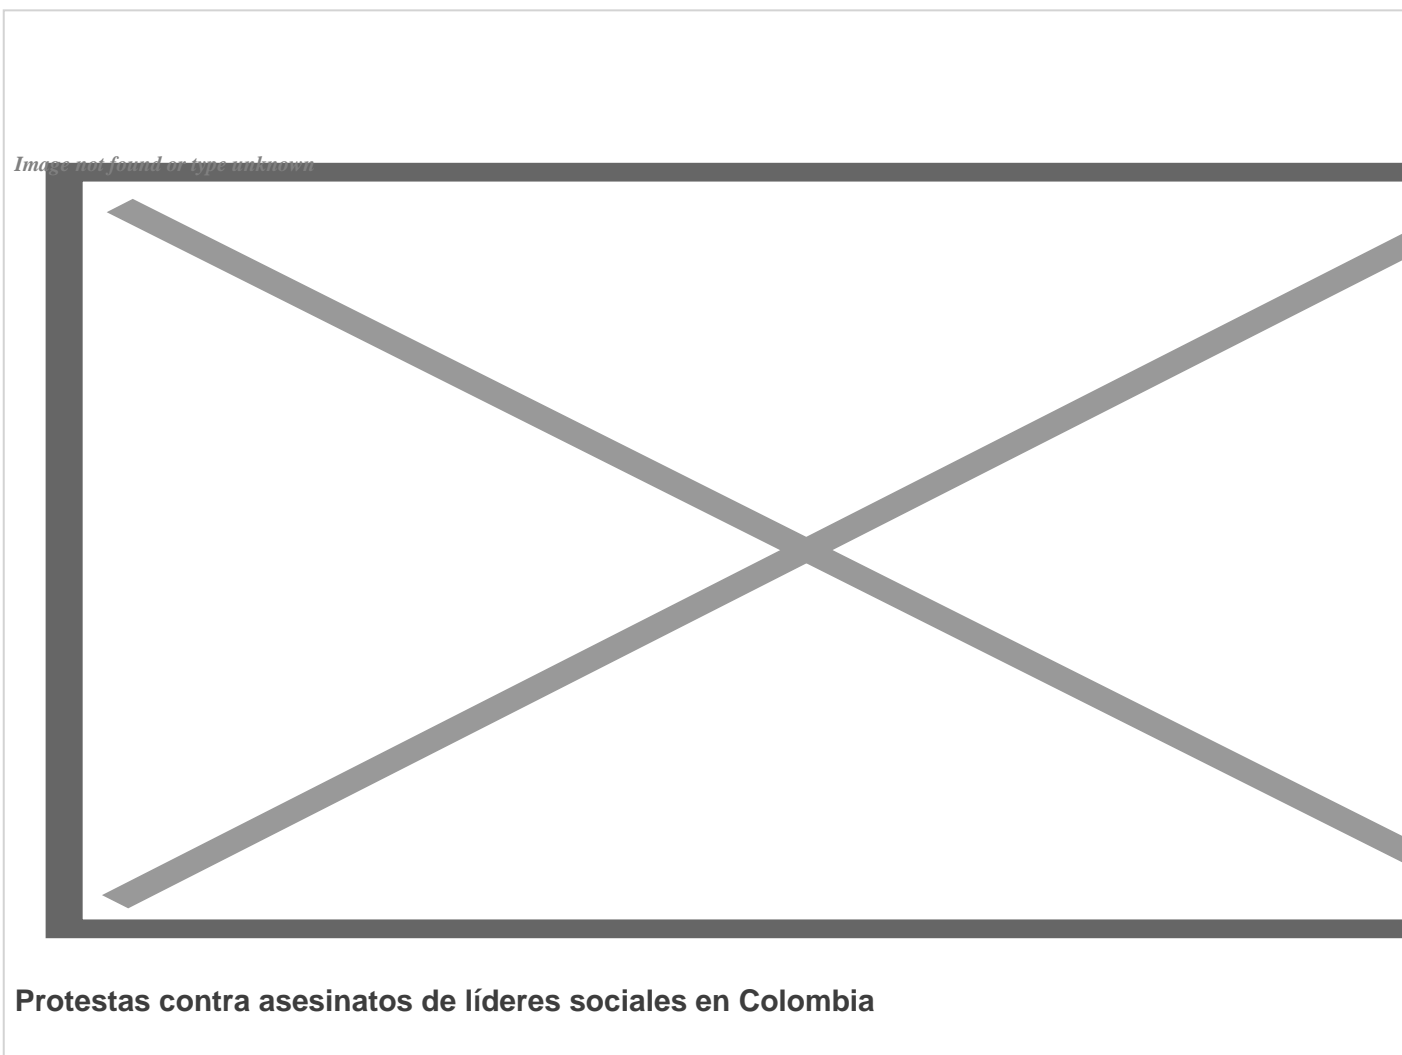 Image not found or type unknown
Protestas contra asesinatos de líderes sociales en Colombia